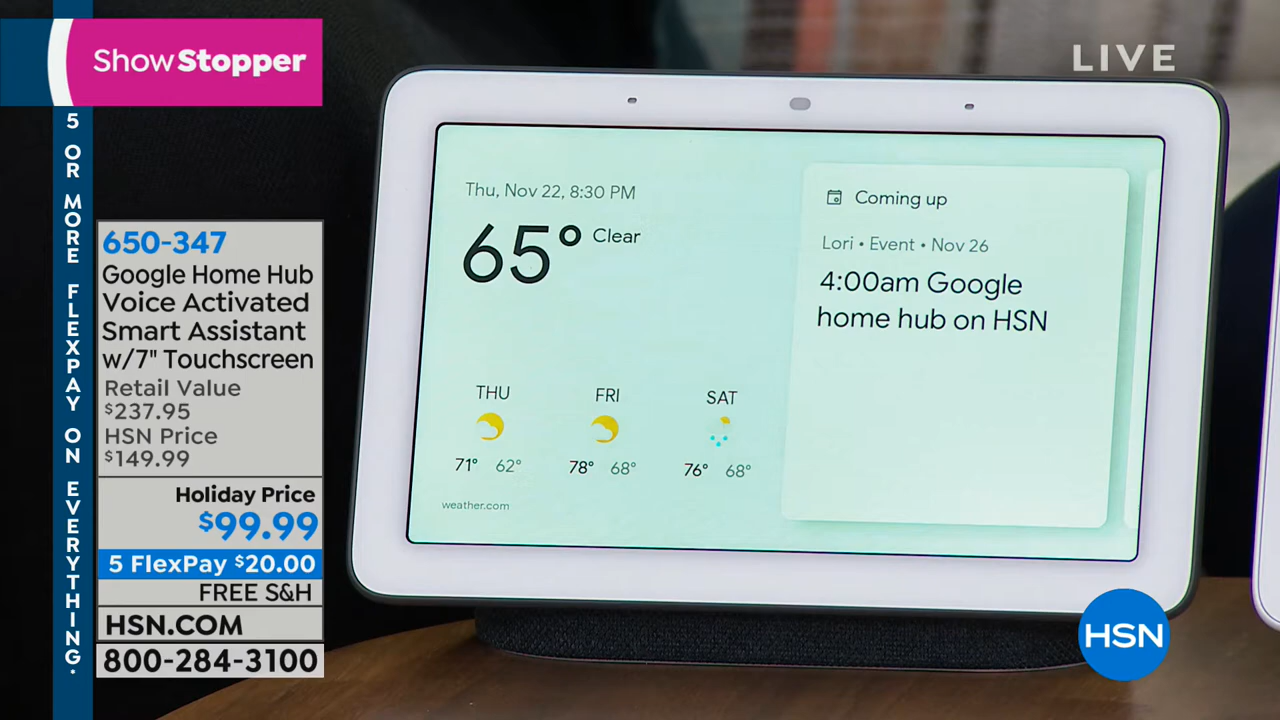 ShowStopper
LIVE
5 OR MORE FLEXPAY ON EVERYTHING.
650-347
Google Home Hub
Voice Activated
Smart Assistant
w/7" Touchscreen
Retail Value
$237.95
HSN Price
$149.99
Holiday Price
$99.99
5 FlexPay $20.00
FREE S&H
HSN.COM
800-284-3100
Thu, Nov 22, 8:30 PM
65° Clear
THU FRI SAT
71° 62° 78° 68° 76° 68°
weather.com
Coming up
Lori • Event • Nov 26
4:00am Google
home hub on HSN
HSN